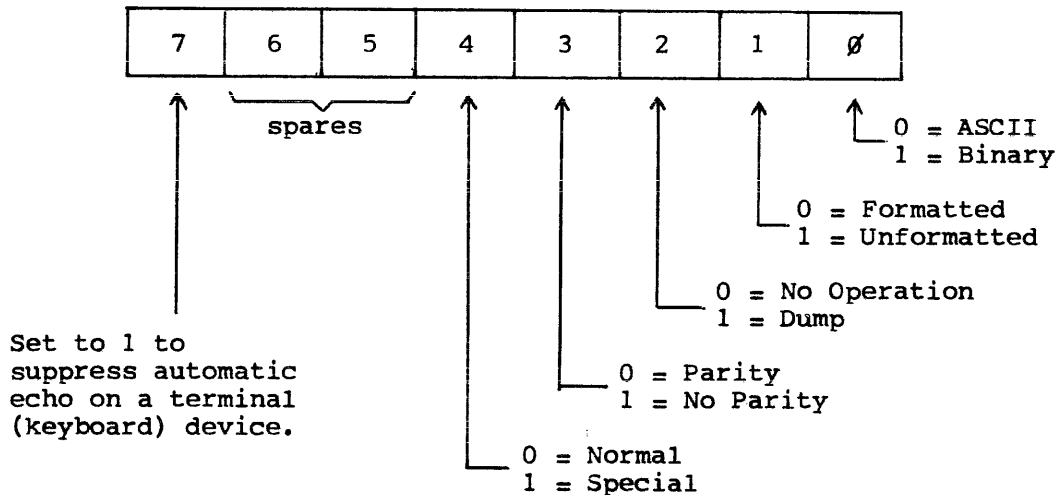 7 6 5 4 3 2 1 Ø
spares
0 = ASCII
1 = Binary
0 = Formatted
1 = Unformatted
0 = No Operation
1 = Dump
Set to 1 to
suppress automatic
echo on a terminal
(keyboard) device.
0 = Parity
1 = No Parity
0 = Normal
1 = Special